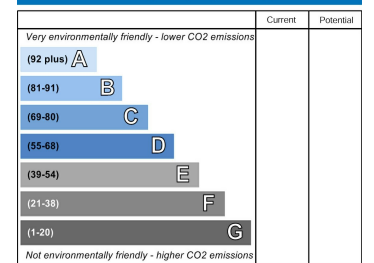 Current Potential
Very environmentally friendly - lower CO2 emissions
(92 plus) A
(81-91) B
(69-80) C
(55-68) D
(39-54) E
(21-38) F
(1-20) G
Not environmentally friendly - higher CO2 emissions